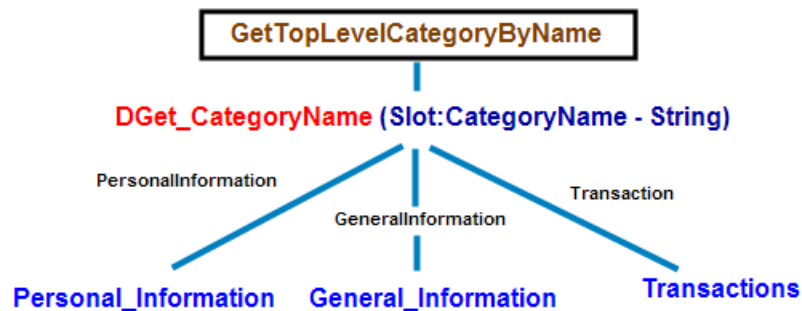 GetTopLevelCategoryByName
DGet_CategoryName (Slot:CategoryName - String)
PersonalInformation
Transaction
GeneralInformation
Personal_Information
General_Information
Transactions